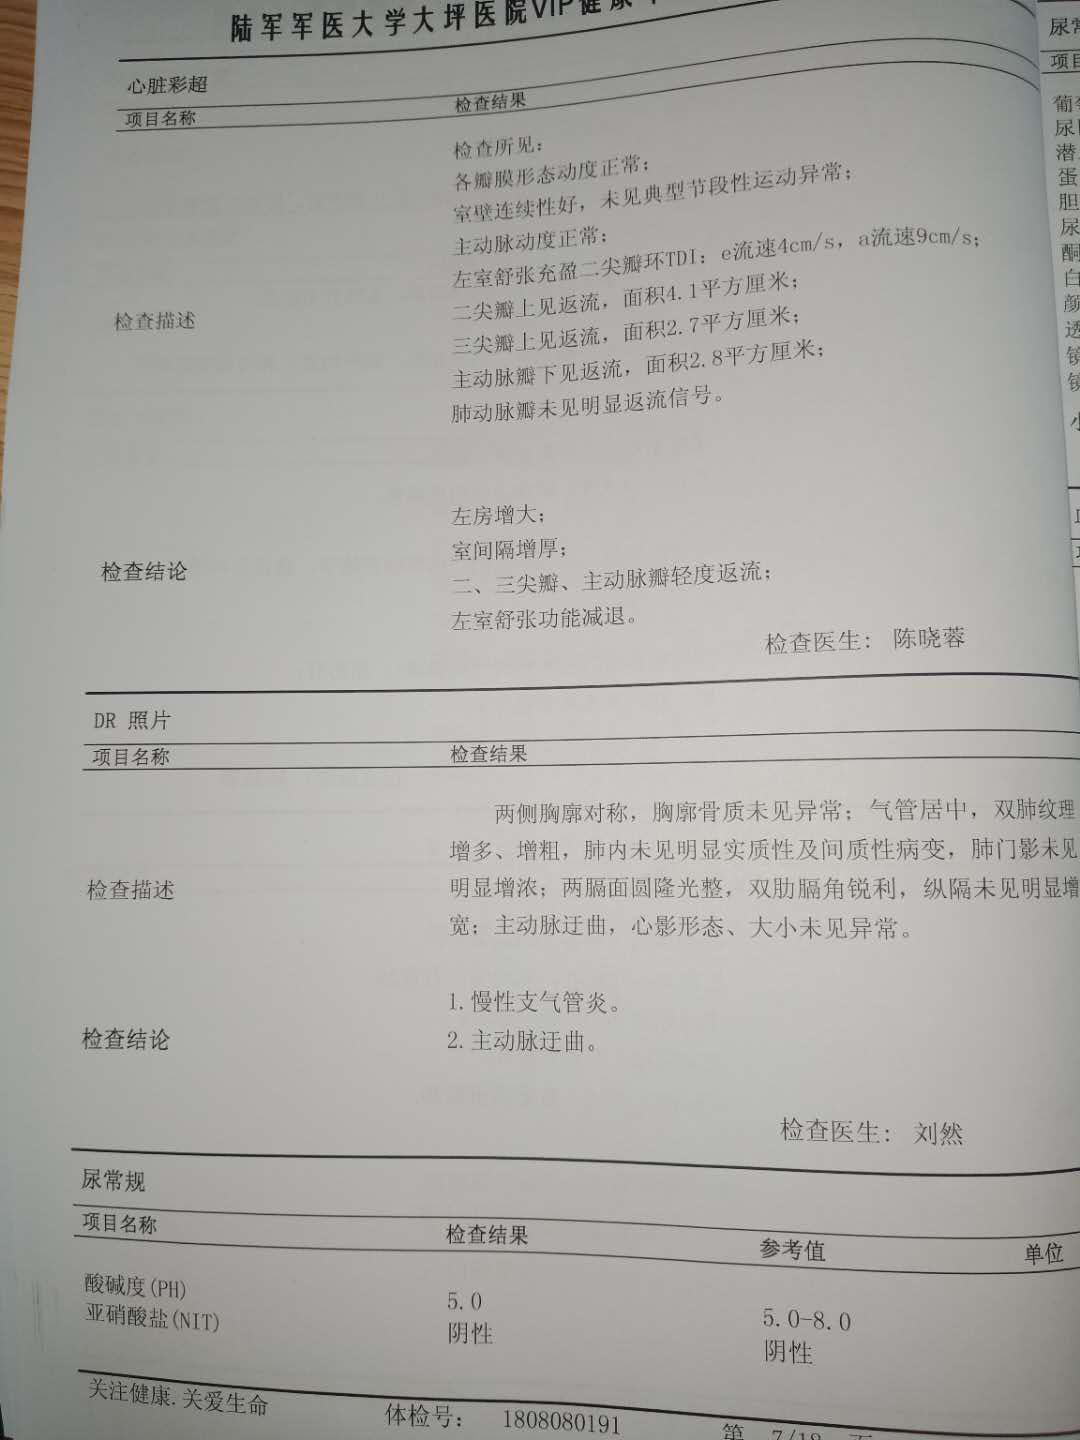 陆军军医大学大坪医院VIP健康
心脏彩超
项目名称 检查结果
检查所见：
各瓣膜形态动度正常；
室壁连续性好，未见典型节段性运动异常；
主动脉动度正常；
左室舒张充盈二尖瓣环TDI：e流速4cm/s，a流速9cm/s；
检查描述
二尖瓣上见返流，面积4.1平方厘米；
三尖瓣上见返流，面积2.7平方厘米；
主动脉瓣下见返流，面积2.8平方厘米；
肺动脉瓣未见明显返流信号。
左房增大；
室间隔增厚；
检查结论
二、三尖瓣、主动脉瓣轻度返流；
左室舒张功能减退。
检查医生： 陈晓蓉
DR 照片
项目名称 检查结果
两侧胸廓对称，胸廓骨质未见异常；气管居中，双肺纹理
增多、增粗，肺内未见明显实质性及间质性病变，肺门影未见
检查描述 明显增浓；两膈面圆隆光整，双肋膈角锐利，纵隔未见明显增
宽；主动脉迂曲，心影形态、大小未见异常。
1.慢性支气管炎。
检查结论 2.主动脉迂曲。
检查医生： 刘然
尿常规
项目名称 检查结果 参考值 单位
酸碱度(PH) 5.0 5.0-8.0
亚硝酸盐(NIT) 阴性 阴性
关注健康.关爱生命 体检号： 1808080191 第 7/18 页
尿常
项目
葡
尿
潜
蛋
胆
尿
酮
白
颜
透
镜
镜